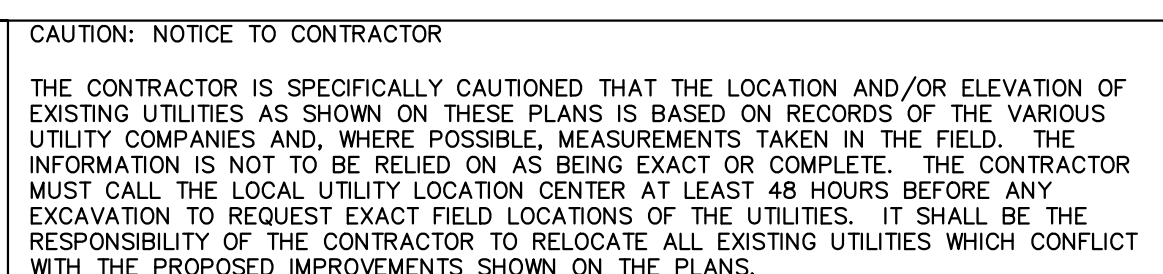 CAUTION: NOTICE TO CONTRACTOR
THE CONTRACTOR IS SPECIFICALLY CAUTIONED THAT THE LOCATION AND/OR ELEVATION OF
EXISTING UTILITIES AS SHOWN ON THESE PLANS IS BASED ON RECORDS OF THE VARIOUS
UTILITY COMPANIES AND, WHERE POSSIBLE, MEASUREMENTS TAKEN IN THE FIELD. THE
INFORMATION IS NOT TO BE RELIED ON AS BEING EXACT OR COMPLETE. THE CONTRACTOR
MUST CALL THE LOCAL UTILITY LOCATION CENTER AT LEAST 48 HOURS BEFORE ANY
EXCAVATION TO REQUEST EXACT FIELD LOCATIONS OF THE UTILITIES. IT SHALL BE THE
RESPONSIBILITY OF THE CONTRACTOR TO RELOCATE ALL EXISTING UTILITIES WHICH CONFLICT
WITH THE PROPOSED IMPROVEMENTS SHOWN ON THE PLANS.